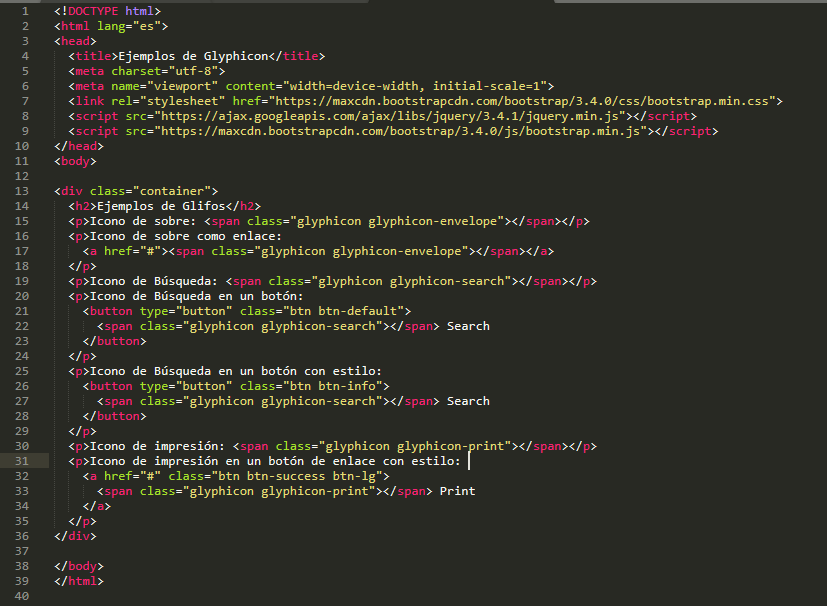 1 <!DOCTYPE html>
2 <html lang="es">
3 <head>
4   <title>Ejemplos de Glyphicon</title>
5   <meta charset="utf-8">
6   <meta name="viewport" content="width=device-width, initial-scale=1">
7   <link rel="stylesheet" href="https://maxcdn.bootstrapcdn.com/bootstrap/3.4.0/css/bootstrap.min.css">
8   <script src="https://ajax.googleapis.com/ajax/libs/jquery/3.4.1/jquery.min.js"></script>
9   <script src="https://maxcdn.bootstrapcdn.com/bootstrap/3.4.0/js/bootstrap.min.js"></script>
10 </head>
11 <body>
12
13 <div class="container">
14   <h2>Ejemplos de Glifos</h2>
15   <p>Icono de sobre: <span class="glyphicon glyphicon-envelope"></span></p>
16   <p>Icono de sobre como enlace:
17     <a href="#"><span class="glyphicon glyphicon-envelope"></span></a>
18   </p>
19   <p>Icono de Búsqueda: <span class="glyphicon glyphicon-search"></span></p>
20   <p>Icono de Búsqueda en un botón:
21     <button type="button" class="btn btn-default">
22       <span class="glyphicon glyphicon-search"></span> Search
23     </button>
24   </p>
25   <p>Icono de Búsqueda en un botón con estilo:
26     <button type="button" class="btn btn-info">
27       <span class="glyphicon glyphicon-search"></span> Search
28     </button>
29   </p>
30   <p>Icono de impresión: <span class="glyphicon glyphicon-print"></span></p>
31   <p>Icono de impresión en un botón de enlace con estilo:
32     <a href="#" class="btn btn-success btn-lg">
33       <span class="glyphicon glyphicon-print"></span> Print
34     </a>
35   </p>
36 </div>
37
38 </body>
39 </html>
40